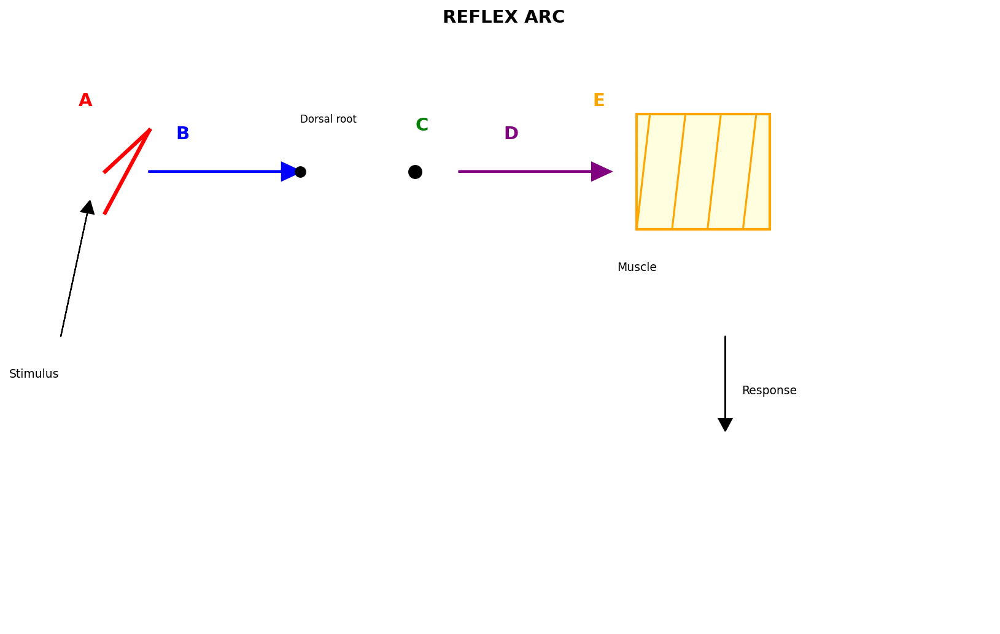 REFLEX ARC
A
E
Dorsal root
C
B
D
Muscle
Stimulus
Response